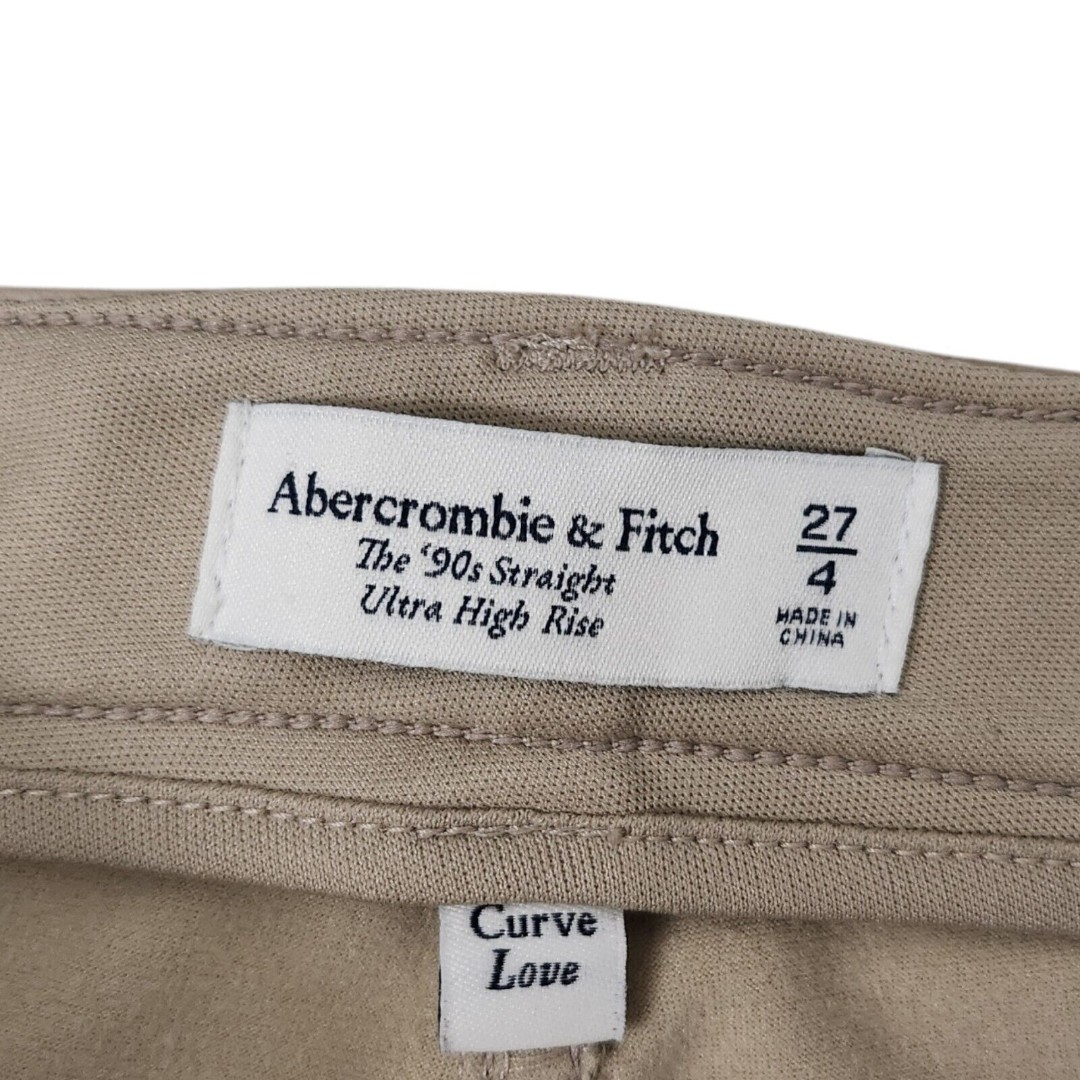 Abercrombie & Fitch
The ‘90s Straight
Ultra High Rise
27
4
MADE IN
CHINA
Curve
Love